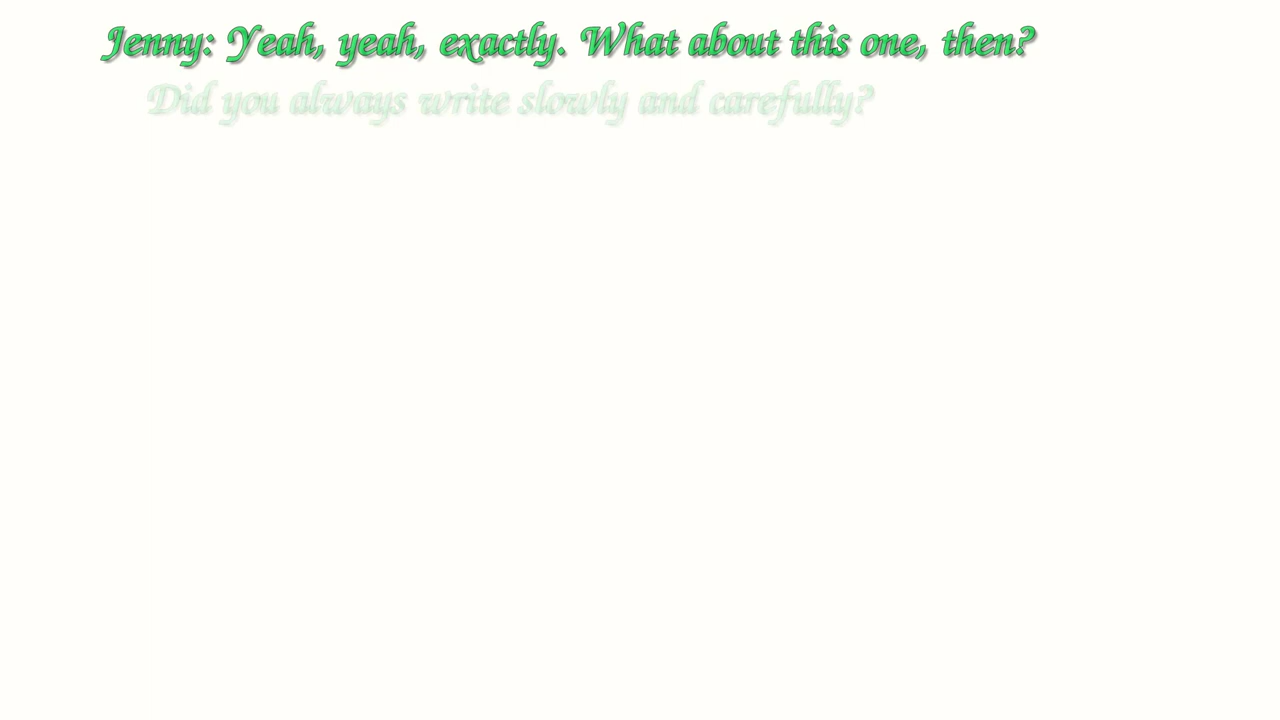 Jenny: Yeah, yeah, exactly. What about this one, then?
Did you always write slowly and carefully?